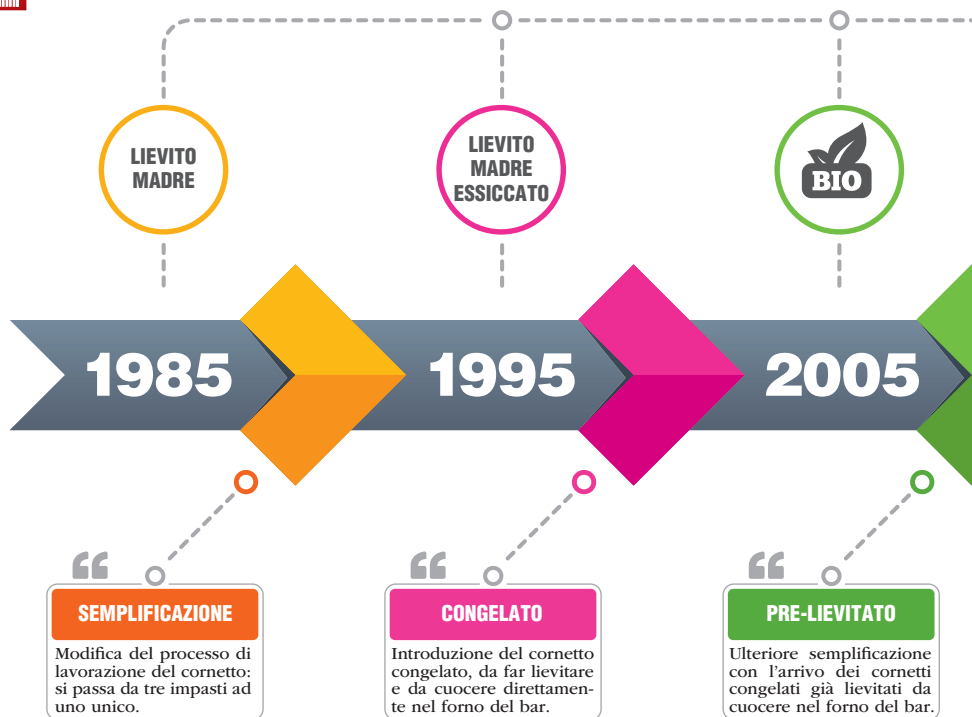 LIEVITO
MADRE
LIEVITO
MADRE
ESSICCATO
BIO
1985
1995
2005
SEMPLIFICAZIONE
Modifica del processo di
lavorazione del cornetto:
si passa da tre impasti ad
uno unico.
CONGELATO
Introduzione del cornetto
congelato, da far lievitare
e da cuocere direttamen-
te nel forno del bar.
PRE-LIEVITATO
Ulteriore semplificazione
con l'arrivo dei cornetti
congelati già lievitati da
cuocere nel forno del bar.